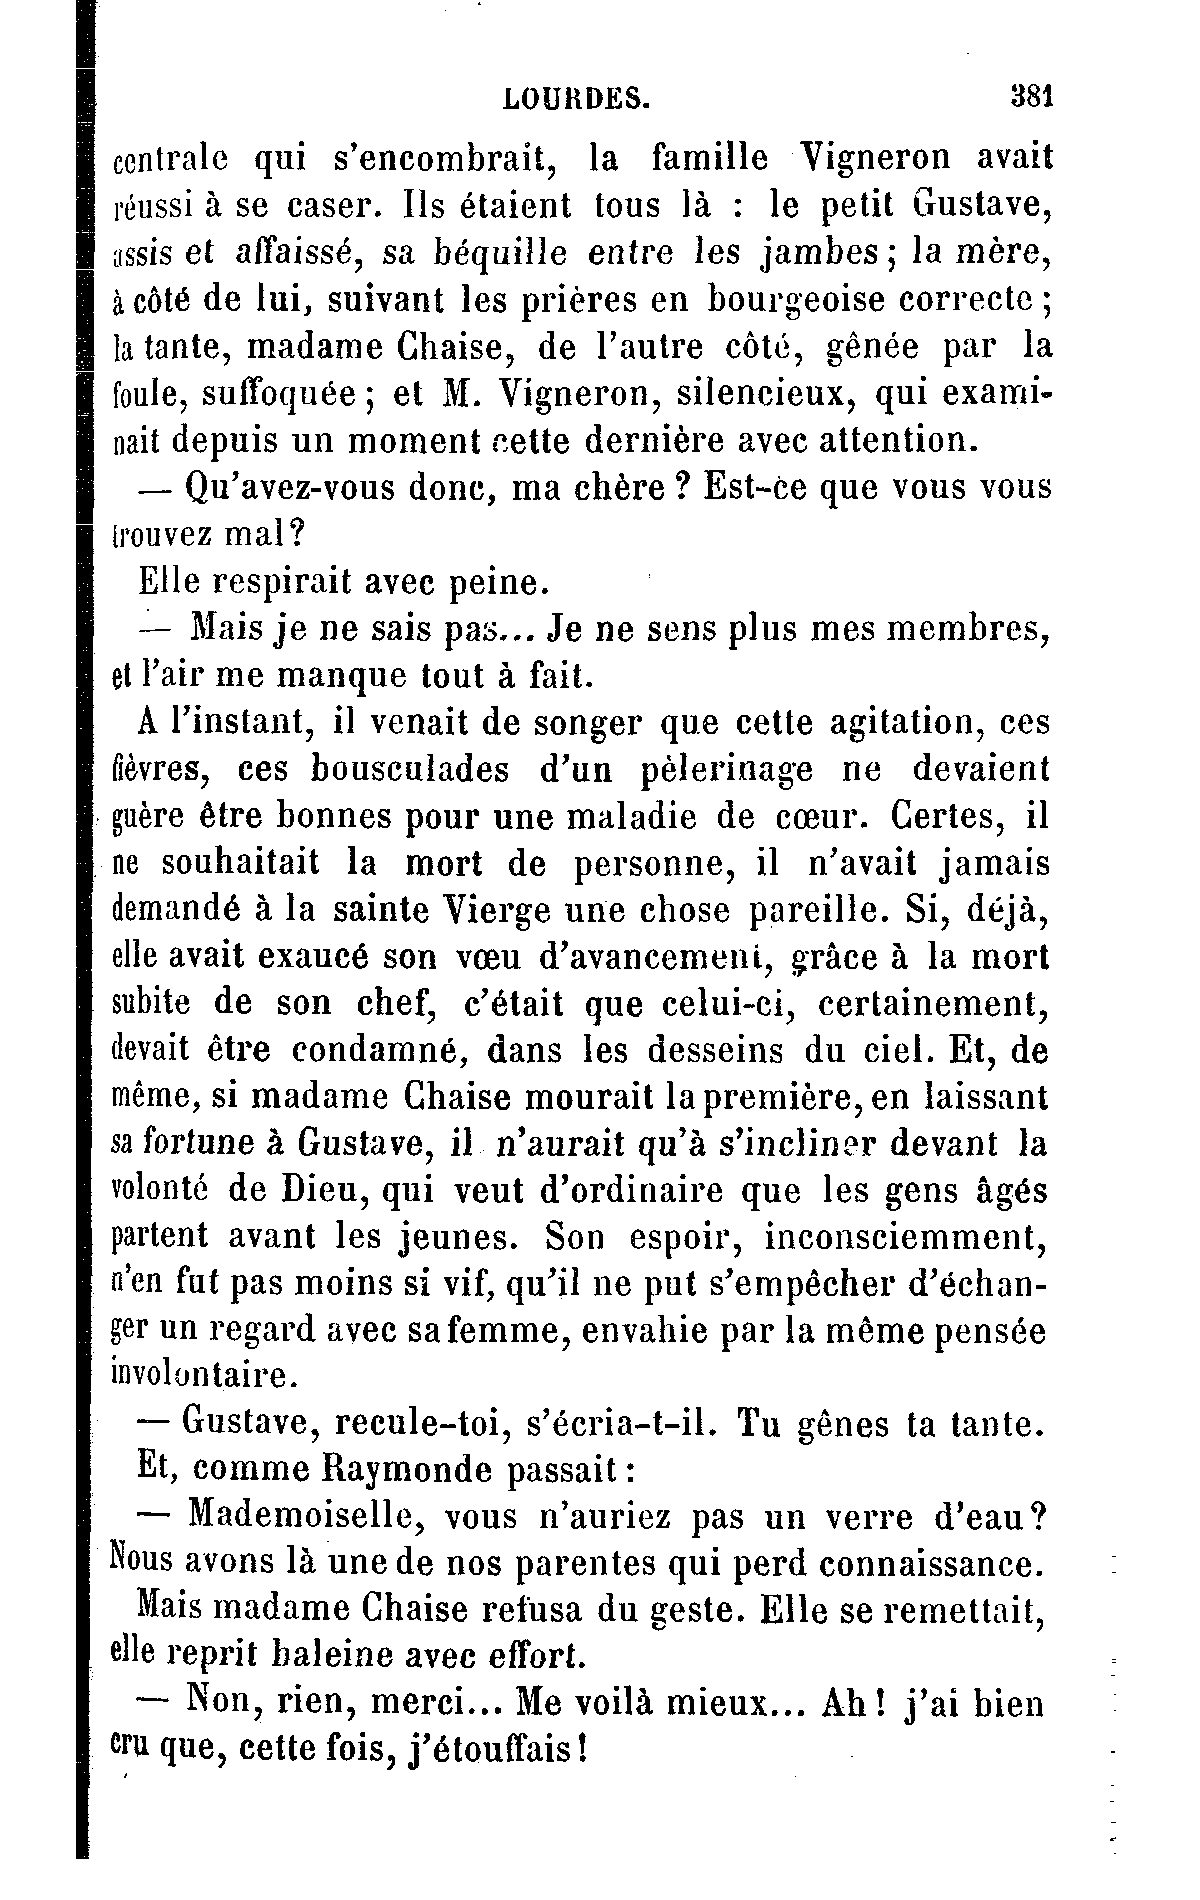 LOURDES. 381
centrale qui s'encombrait, la famille Vigneron avait
réussi à se caser. Ils étaient tous là : le petit Gustave,
assis et affaissé, sa béquille entre les jambes ; la mère,
à côté de lui, suivant les prières en bourgeoise correcte ;
la tante, madame Chaise, de l'autre côté, gênée par la
foule, suffoquée ; et M. Vigneron, silencieux, qui exami-
nait depuis un moment cette dernière avec attention.
— Qu'avez-vous donc, ma chère ? Est-ce que vous vous
trouvez mal ?
Elle respirait avec peine.
— Mais je ne sais pas... Je ne sens plus mes membres,
et l'air me manque tout à fait.
A l'instant, il venait de songer que cette agitation, ces
fièvres, ces bousculades d'un pèlerinage ne devaient
guère être bonnes pour une maladie de cœur. Certes, il
ne souhaitait la mort de personne, il n'avait jamais
demandé à la sainte Vierge une chose pareille. Si, déjà,
elle avait exaucé son vœu d'avancement, grâce à la mort
subite de son chef, c'était que celui-ci, certainement,
devait être condamné, dans les desseins du ciel. Et, de
même, si madame Chaise mourait la première, en laissant
sa fortune à Gustave, il n'aurait qu'à s'incliner devant la
volonté de Dieu, qui veut d'ordinaire que les gens âgés
partent avant les jeunes. Son espoir, inconsciemment,
n'en fut pas moins si vif, qu'il ne put s'empêcher d'échan-
ger un regard avec sa femme, envahie par la même pensée
involontaire.
— Gustave, recule-toi, s'écria-t-il. Tu gênes ta tante.
Et, comme Raymonde passait :
— Mademoiselle, vous n'auriez pas un verre d'eau ?
Nous avons là une de nos parentes qui perd connaissance.
Mais madame Chaise refusa du geste. Elle se remettait,
elle reprit haleine avec effort.
— Non, rien, merci... Me voilà mieux... Ah ! j'ai bien
cru que, cette fois, j'étouffais !